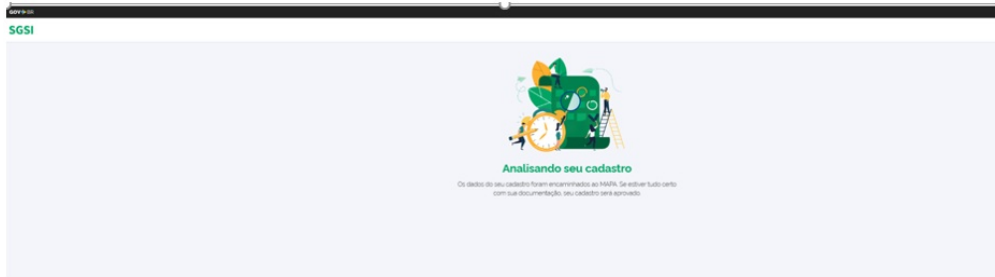 GOV
SGSI
Analisando seu cadastro
Os dados do seu cadastro foram encaminhados ao MAPA. Se estiver tudo certo
com sua documentação, seu cadastro será aprovado.